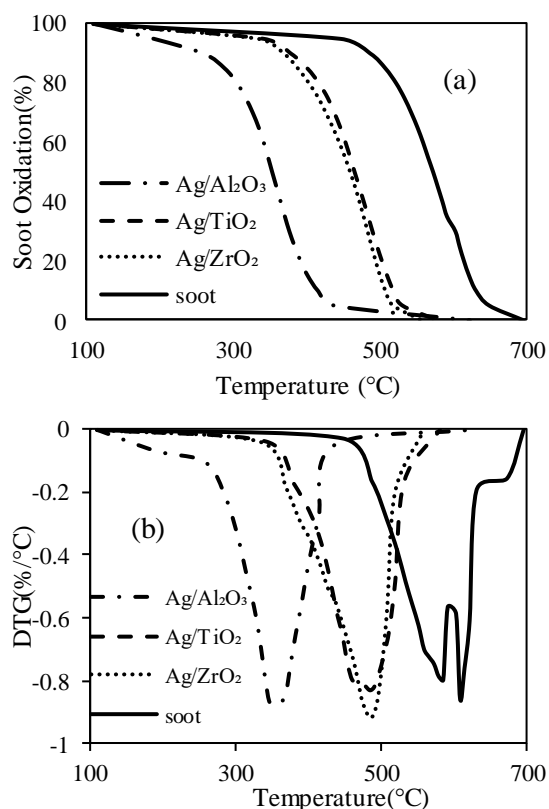 100
80
60
40
20
0
Soot Oxidation(%)
(a)
Ag/Al₂O₃
Ag/TiO₂
Ag/ZrO₂
soot
100 300 500 700
Temperature (°C)
0
-0.2
-0.4
-0.6
-0.8
-1
DTG(%/°C)
(b)
Ag/Al₂O₃
Ag/TiO₂
Ag/ZrO₂
soot
100 300 500 700
Temperature(°C)